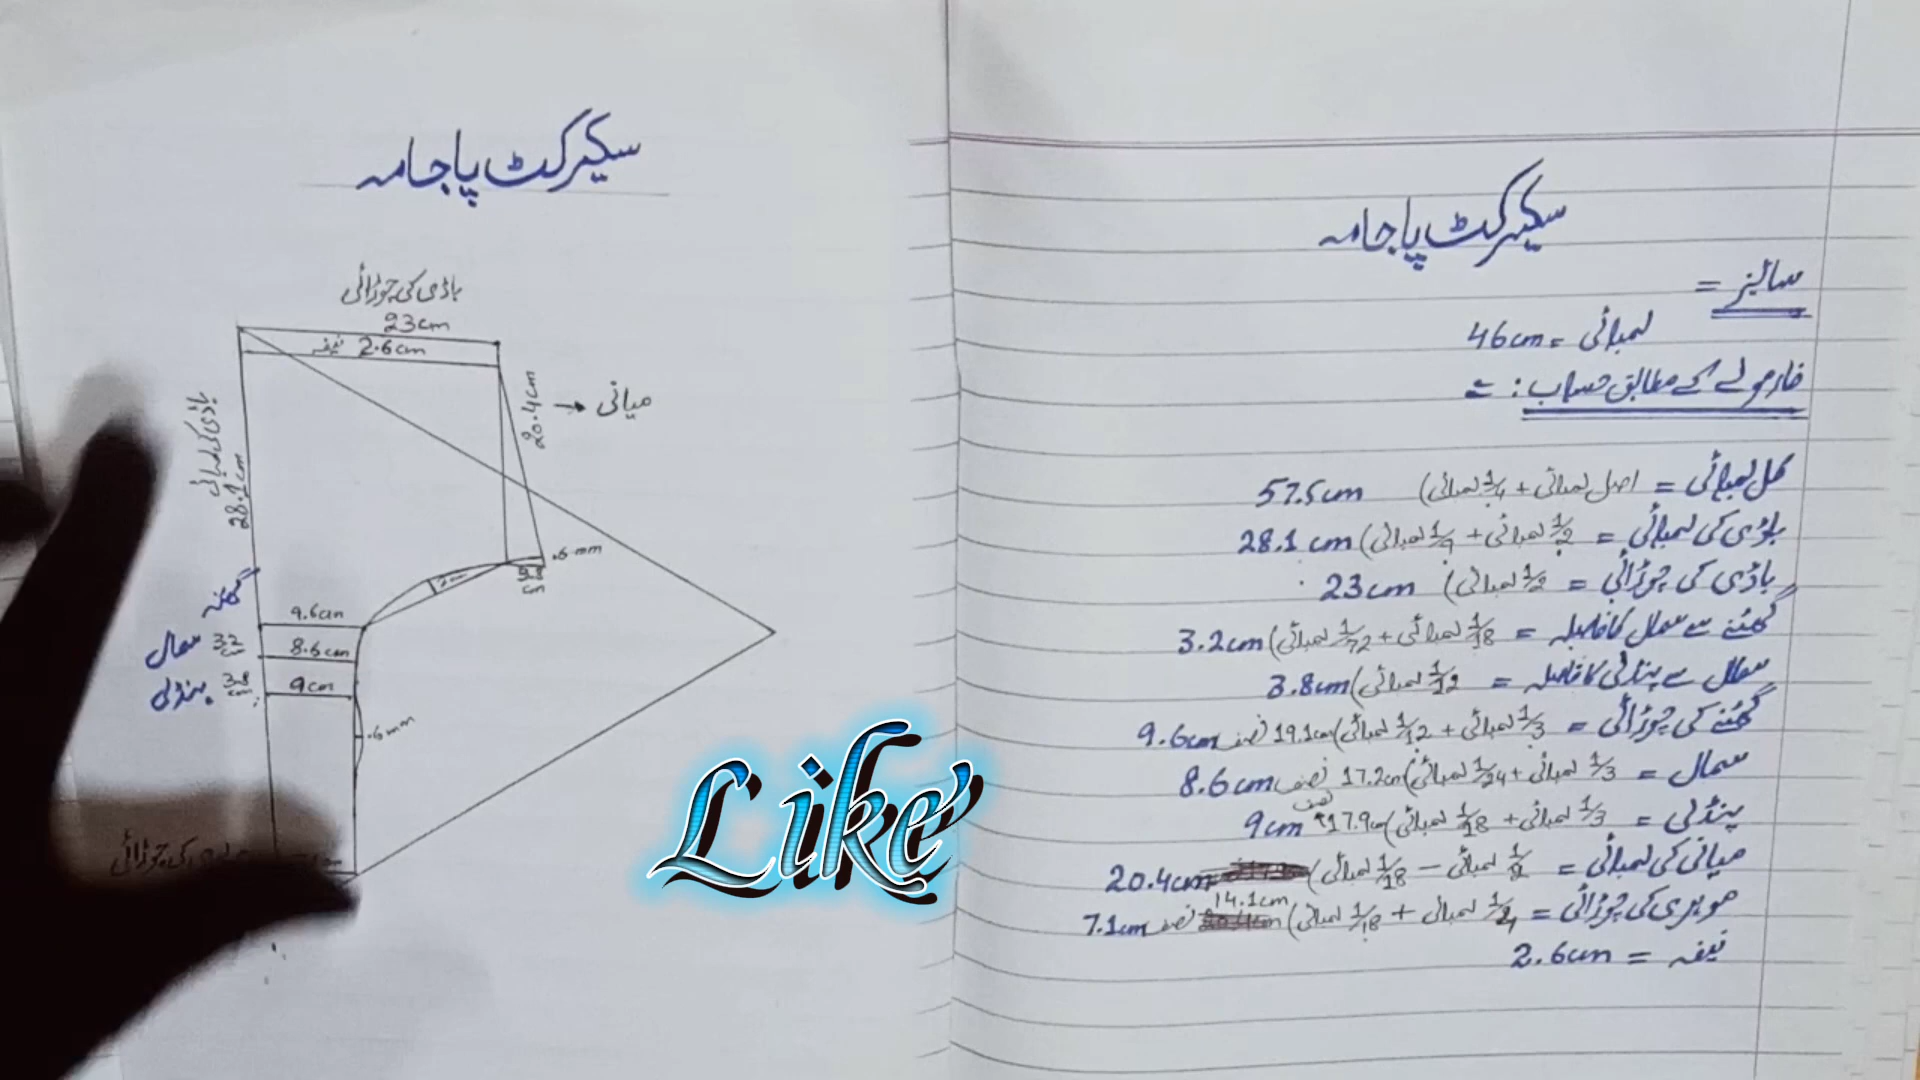 سکیرکٹ پاجامہ
باڈی کی چوڑائی
23cm
نیفہ 2.6cm
باڈی کی لمبائی
28.1cm
20.4cm → میانی
.6mm
cm
گھٹنہ
9.6cm
سمال 3.2 cm
8.6cm
پنڈلی 3.8 cm
9cm
.6mm
Like
سکیرکٹ پاجامہ
سائیز =
لمبائی = 46cm
فارمولے کے مطابق حساب :=
کل لمبائی = اصل لمبائی + 1/4 لمبائی) 57.5cm
باڈی کی لمبائی = 1/2 لمبائی + 1/9 لمبائی) 28.1 cm
باڈی کی چوڑائی = 1/2 لمبائی) 23cm
گھٹنے سے سمال کا فاصلہ = 1/18 لمبائی + 1/72 لمبائی) 3.2cm
سمال سے پنڈلی کا فاصلہ = 1/12 لمبائی) 3.8cm
گھٹنے کی چوڑائی = 1/3 لمبائی + 1/12 لمبائی) 19.1cm نصف 9.6cm
سمال = 1/3 لمبائی + 1/24 لمبائی) 17.2cm نصف 8.6cm
پنڈلی = 1/3 لمبائی + 1/18 لمبائی) 17.9cm نصف 9cm
میانی کی لمبائی = 1/2 لمبائی − 1/18 لمبائی) 20.4cm
موہری کی چوڑائی = 1/4 لمبائی + 1/18 لمبائی) 14.1cm نصف 7.1cm
نیفہ = 2.6cm